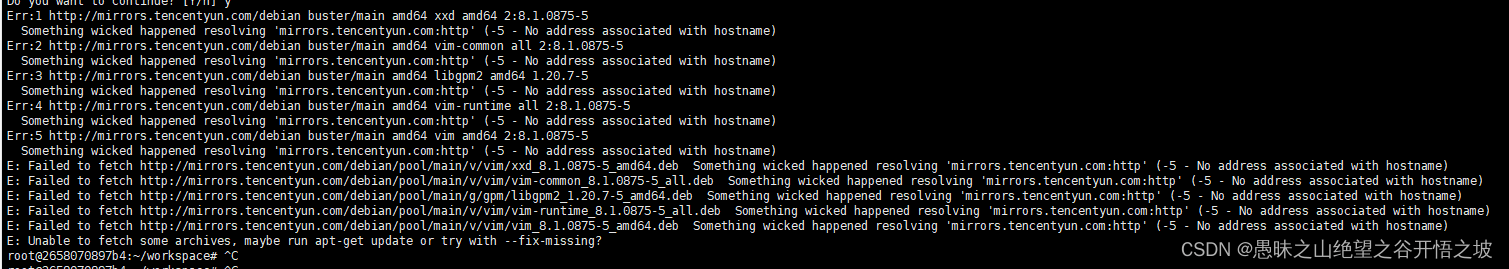 Do you want to continue? [Y/n] y
Err:1 http://mirrors.tencentyun.com/debian buster/main amd64 xxd amd64 2:8.1.0875-5
  Something wicked happened resolving 'mirrors.tencentyun.com:http' (-5 - No address associated with hostname)
Err:2 http://mirrors.tencentyun.com/debian buster/main amd64 vim-common all 2:8.1.0875-5
  Something wicked happened resolving 'mirrors.tencentyun.com:http' (-5 - No address associated with hostname)
Err:3 http://mirrors.tencentyun.com/debian buster/main amd64 libgpm2 amd64 1.20.7-5
  Something wicked happened resolving 'mirrors.tencentyun.com:http' (-5 - No address associated with hostname)
Err:4 http://mirrors.tencentyun.com/debian buster/main amd64 vim-runtime all 2:8.1.0875-5
  Something wicked happened resolving 'mirrors.tencentyun.com:http' (-5 - No address associated with hostname)
Err:5 http://mirrors.tencentyun.com/debian buster/main amd64 vim amd64 2:8.1.0875-5
  Something wicked happened resolving 'mirrors.tencentyun.com:http' (-5 - No address associated with hostname)
E: Failed to fetch http://mirrors.tencentyun.com/debian/pool/main/v/vim/xxd_8.1.0875-5_amd64.deb  Something wicked happened resolving 'mirrors.tencentyun.com:http' (-5 - No address associated with hostname)
E: Failed to fetch http://mirrors.tencentyun.com/debian/pool/main/v/vim/vim-common_8.1.0875-5_all.deb  Something wicked happened resolving 'mirrors.tencentyun.com:http' (-5 - No address associated with hostname)
E: Failed to fetch http://mirrors.tencentyun.com/debian/pool/main/g/gpm/libgpm2_1.20.7-5_amd64.deb  Something wicked happened resolving 'mirrors.tencentyun.com:http' (-5 - No address associated with hostname)
E: Failed to fetch http://mirrors.tencentyun.com/debian/pool/main/v/vim/vim-runtime_8.1.0875-5_all.deb  Something wicked happened resolving 'mirrors.tencentyun.com:http' (-5 - No address associated with hostname)
E: Failed to fetch http://mirrors.tencentyun.com/debian/pool/main/v/vim/vim_8.1.0875-5_amd64.deb  Something wicked happened resolving 'mirrors.tencentyun.com:http' (-5 - No address associated with hostname)
E: Unable to fetch some archives, maybe run apt-get update or try with --fix-missing?
root@2658070897b4:~/workspace# ^C
root@2658070897b4:~/workspace# ^C
CSDN @愚昧之山绝望之谷开悟之坡